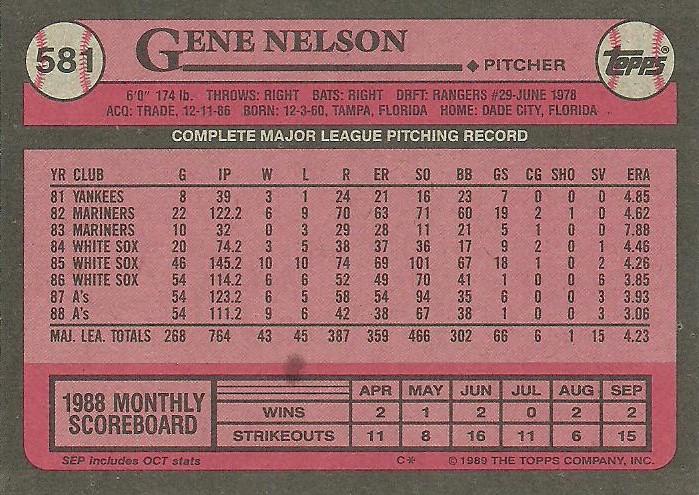 581
GENE NELSON
PITCHER
TOPPS
6'0" 174 lb. THROWS: RIGHT BATS: RIGHT DRFT: RANGERS #29-JUNE 1978
ACQ: TRADE, 12-11-86 BORN: 12-3-60, TAMPA, FLORIDA HOME: DADE CITY, FLORIDA
COMPLETE MAJOR LEAGUE PITCHING RECORD
YR CLUB G IP W L R ER SO BB GS CG SHO SV ERA
81 YANKEES 8 39 3 1 24 21 16 23 7 0 0 0 4.85
82 MARINERS 22 122.2 6 9 70 63 71 60 19 2 1 0 4.62
83 MARINERS 10 32 0 3 29 28 11 21 5 1 0 0 7.88
84 WHITE SOX 20 74.2 3 5 38 37 36 17 9 2 0 1 4.46
85 WHITE SOX 46 145.2 10 10 74 69 101 67 18 1 0 2 4.26
86 WHITE SOX 54 114.2 6 6 52 49 70 41 1 0 0 6 3.85
87 A's 54 123.2 6 5 58 54 94 35 6 0 0 3 3.93
88 A's 54 111.2 9 6 42 38 67 38 1 0 0 3 3.06
MAJ. LEA. TOTALS 268 764 43 45 387 359 466 302 66 6 1 15 4.23
1988 MONTHLY SCOREBOARD
APR MAY JUN JUL AUG SEP
WINS 2 1 2 0 2 2
STRIKEOUTS 11 8 16 11 6 15
SEP includes OCT stats C* ©1989 THE TOPPS COMPANY, INC.